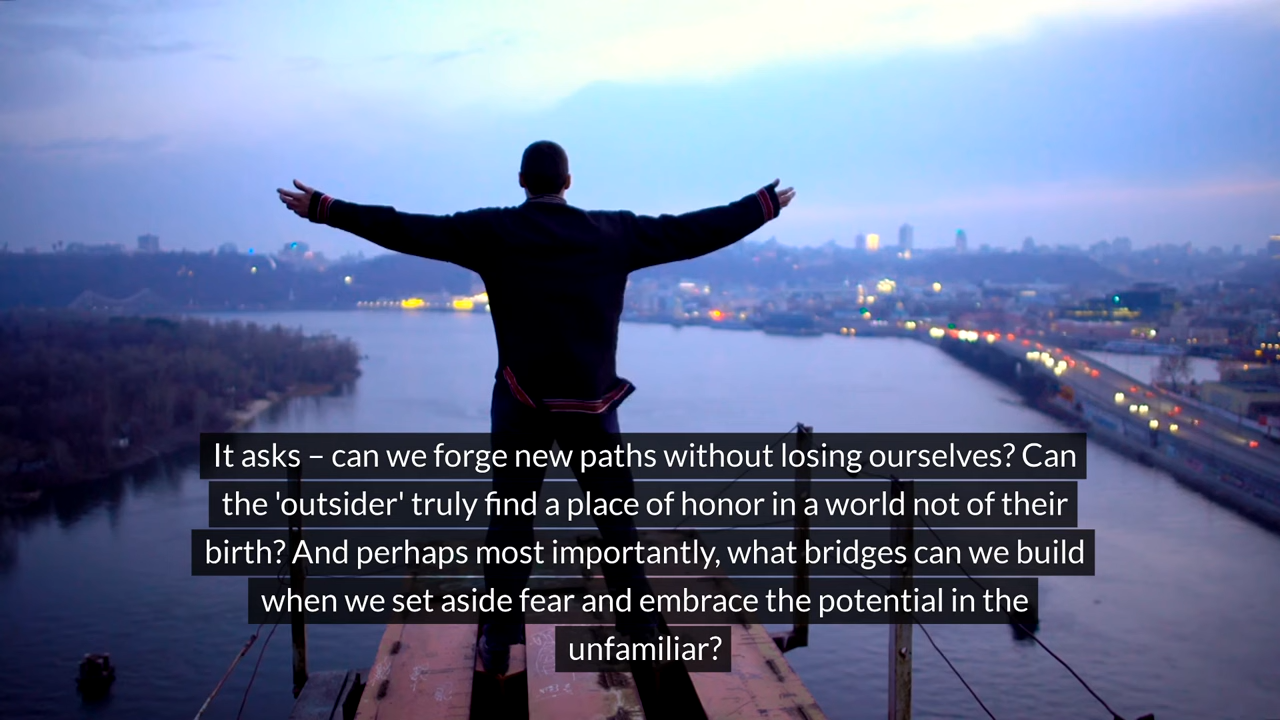 It asks – can we forge new paths without losing ourselves? Can
the 'outsider' truly find a place of honor in a world not of their
birth? And perhaps most importantly, what bridges can we build
when we set aside fear and embrace the potential in the
unfamiliar?